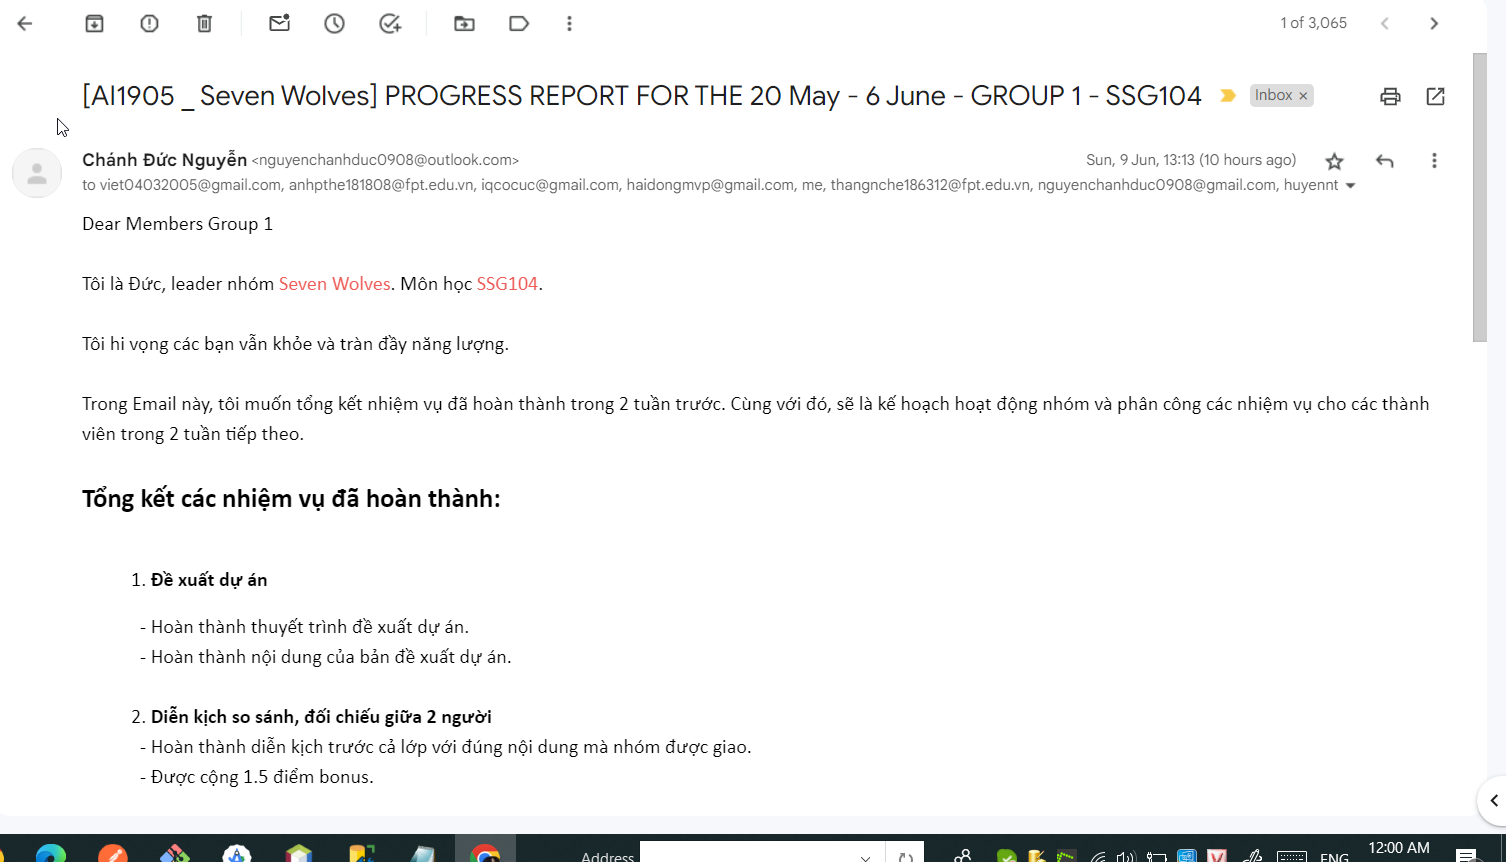 1 of 3,065
[AI1905 _ Seven Wolves] PROGRESS REPORT FOR THE 20 May - 6 June - GROUP 1 - SSG104
Inbox ×
Chánh Đức Nguyễn <nguyenchanhduc0908@outlook.com>
Sun, 9 Jun, 13:13 (10 hours ago)
to viet04032005@gmail.com, anhpthe181808@fpt.edu.vn, iqcocuc@gmail.com, haidongmvp@gmail.com, me, thangnche186312@fpt.edu.vn, nguyenchanhduc0908@gmail.com, huyennt
Dear Members Group 1
Tôi là Đức, leader nhóm Seven Wolves. Môn học SSG104.
Tôi hi vọng các bạn vẫn khỏe và tràn đầy năng lượng.
Trong Email này, tôi muốn tổng kết nhiệm vụ đã hoàn thành trong 2 tuần trước. Cùng với đó, sẽ là kế hoạch hoạt động nhóm và phân công các nhiệm vụ cho các thành
viên trong 2 tuần tiếp theo.
Tổng kết các nhiệm vụ đã hoàn thành:
1. Đề xuất dự án
- Hoàn thành thuyết trình đề xuất dự án.
- Hoàn thành nội dung của bản đề xuất dự án.
2. Diễn kịch so sánh, đối chiếu giữa 2 người
- Hoàn thành diễn kịch trước cả lớp với đúng nội dung mà nhóm được giao.
- Được cộng 1.5 điểm bonus.
Address
ENG
12:00 AM